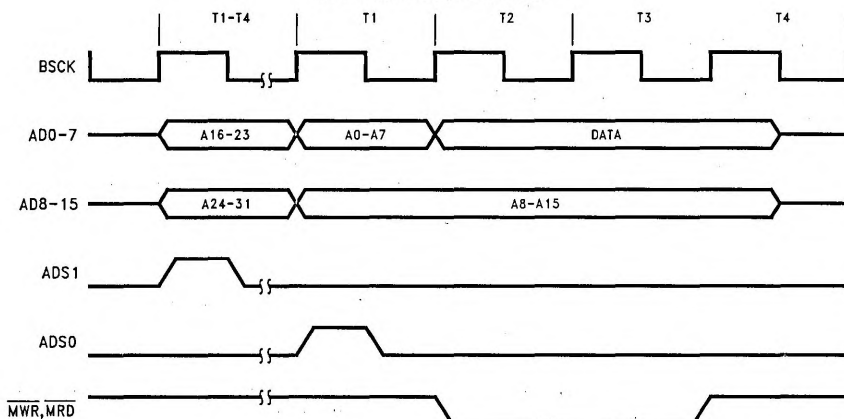 T1-T4 T1 T2 T3 T4
BSCK
AD0-7 A16-23 A0-A7 DATA
AD8-15 A24-31 A8-A15
ADS1
ADS0
MWR,MRD